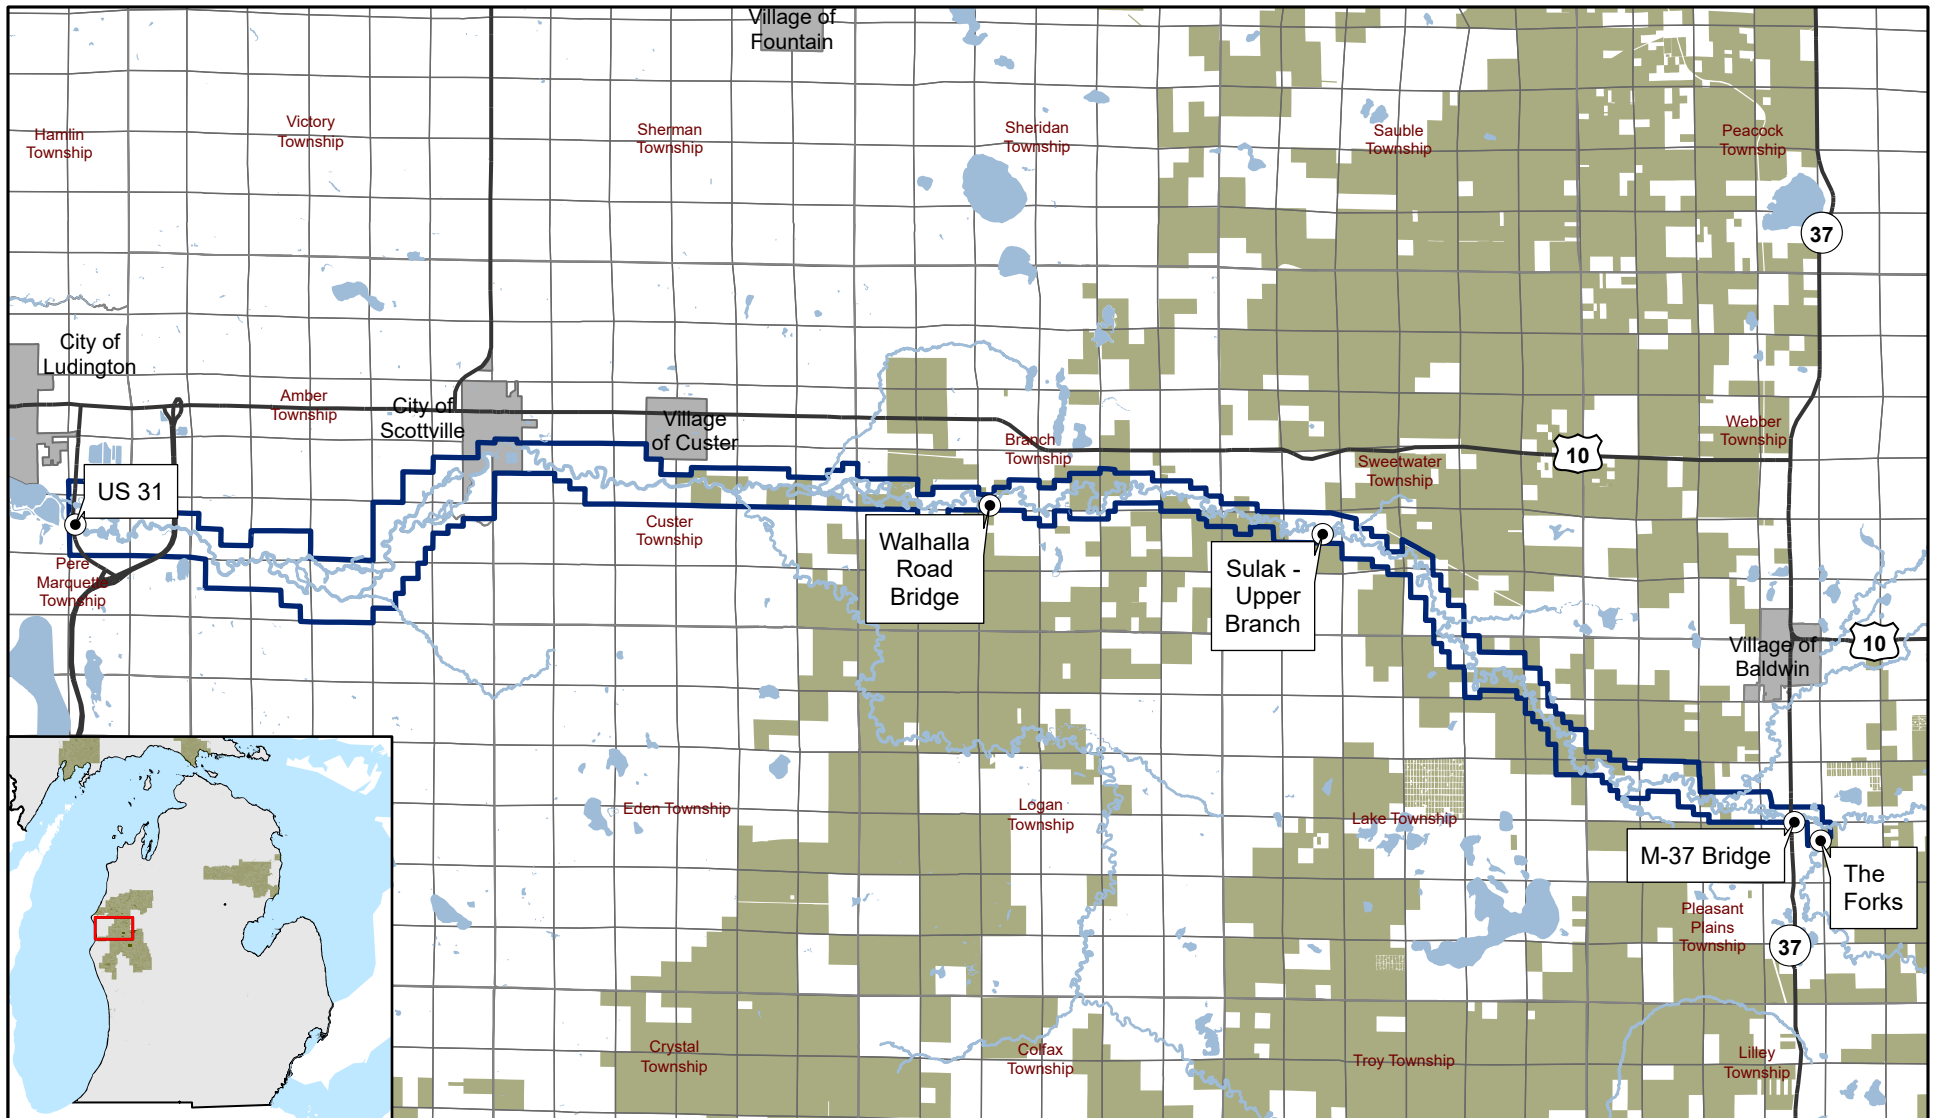 Village of
Fountain
Hamlin
Township
Victory
Township
Sherman
Township
Sheridan
Township
Sauble
Township
Peacock
Township
37
City of
Ludington
Amber
Township
City of
Scottville
Village
of Custer
Branch
Township
Sweetwater
Township
10
Webber
Township
US 31
Custer
Township
Walhalla
Road
Bridge
Sulak -
Upper
Branch
Pere
Marquette
Township
Village of
Baldwin
10
Eden Township
Logan
Township
Lake Township
M-37 Bridge
The
Forks
Pleasant
Plains
Township
37
Crystal
Township
Colfax
Township
Troy Township
Lilley
Township